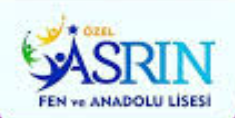 ÖZEL
ASRIN
FEN ve ANADOLU LİSESİ